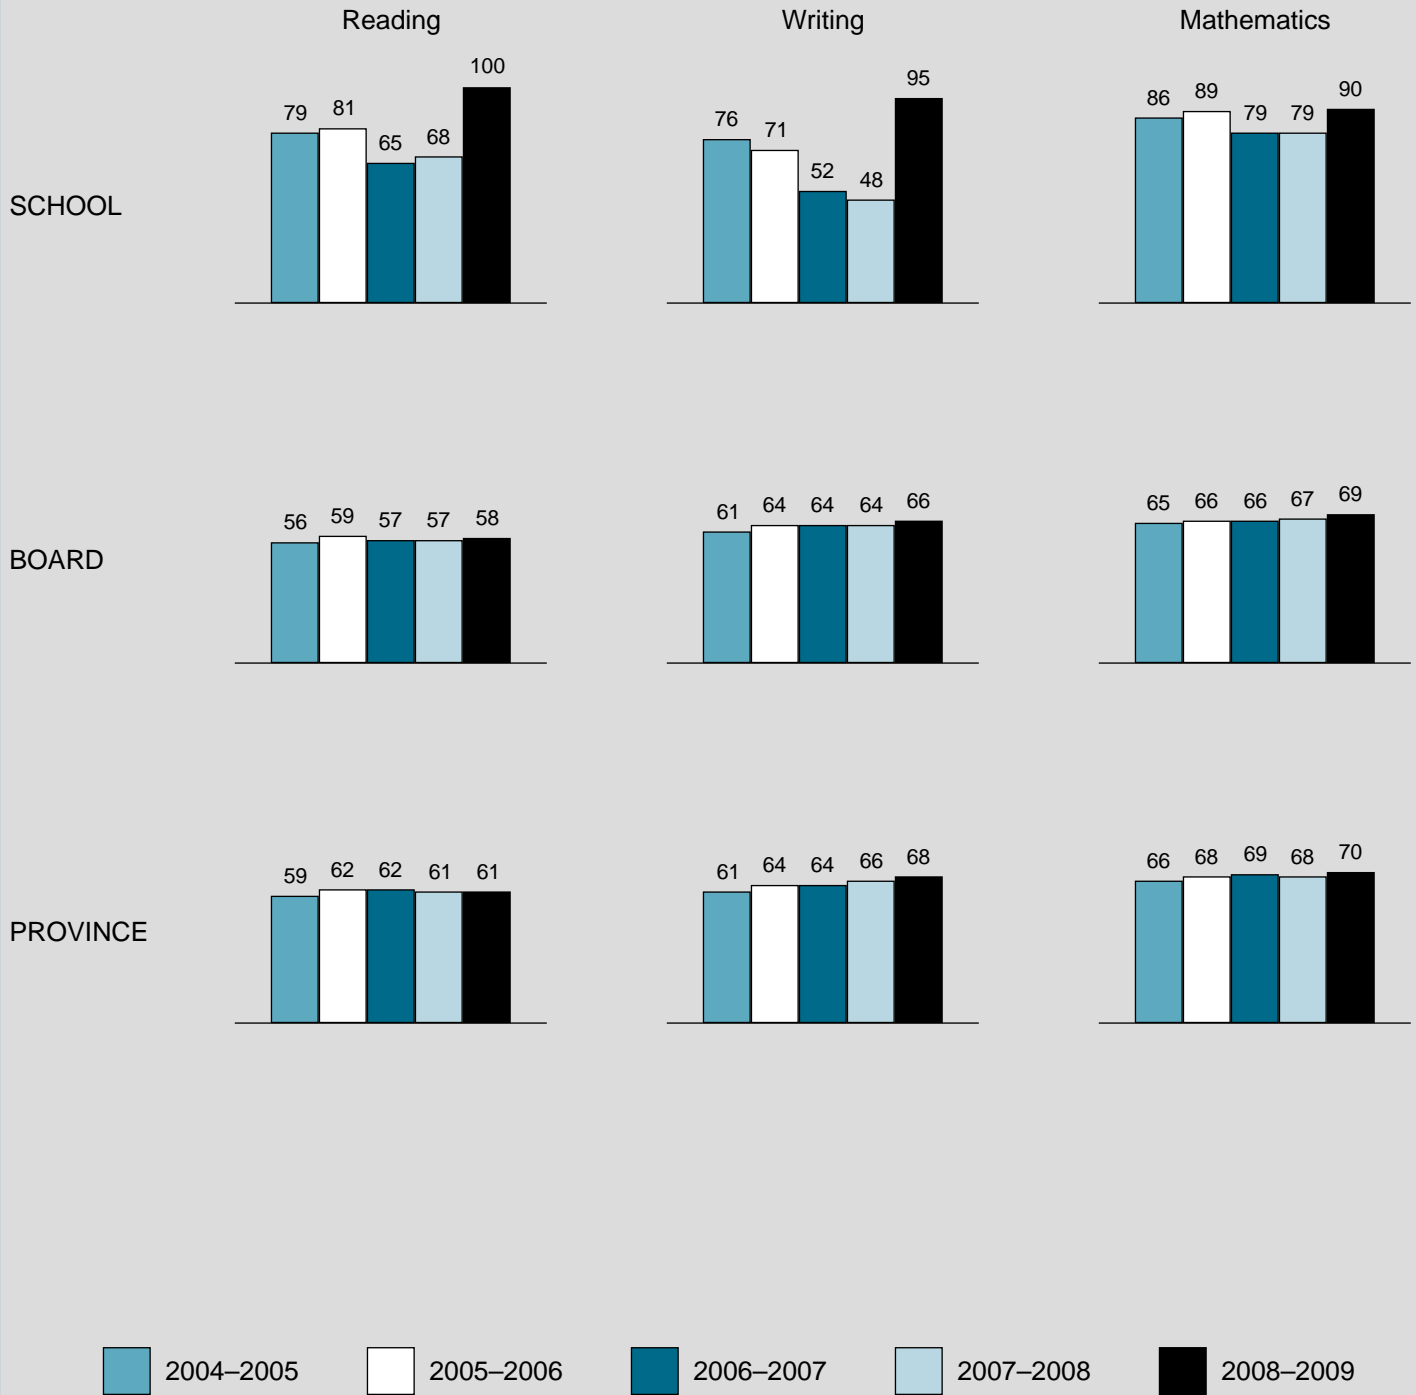 Reading Writing Mathematics
SCHOOL
79 81 65 68 100
76 71 52 48 95
86 89 79 79 90
BOARD
56 59 57 57 58
61 64 64 64 66
65 66 66 67 69
PROVINCE
59 62 62 61 61
61 64 64 66 68
66 68 69 68 70
2004–2005 2005–2006 2006–2007 2007–2008 2008–2009